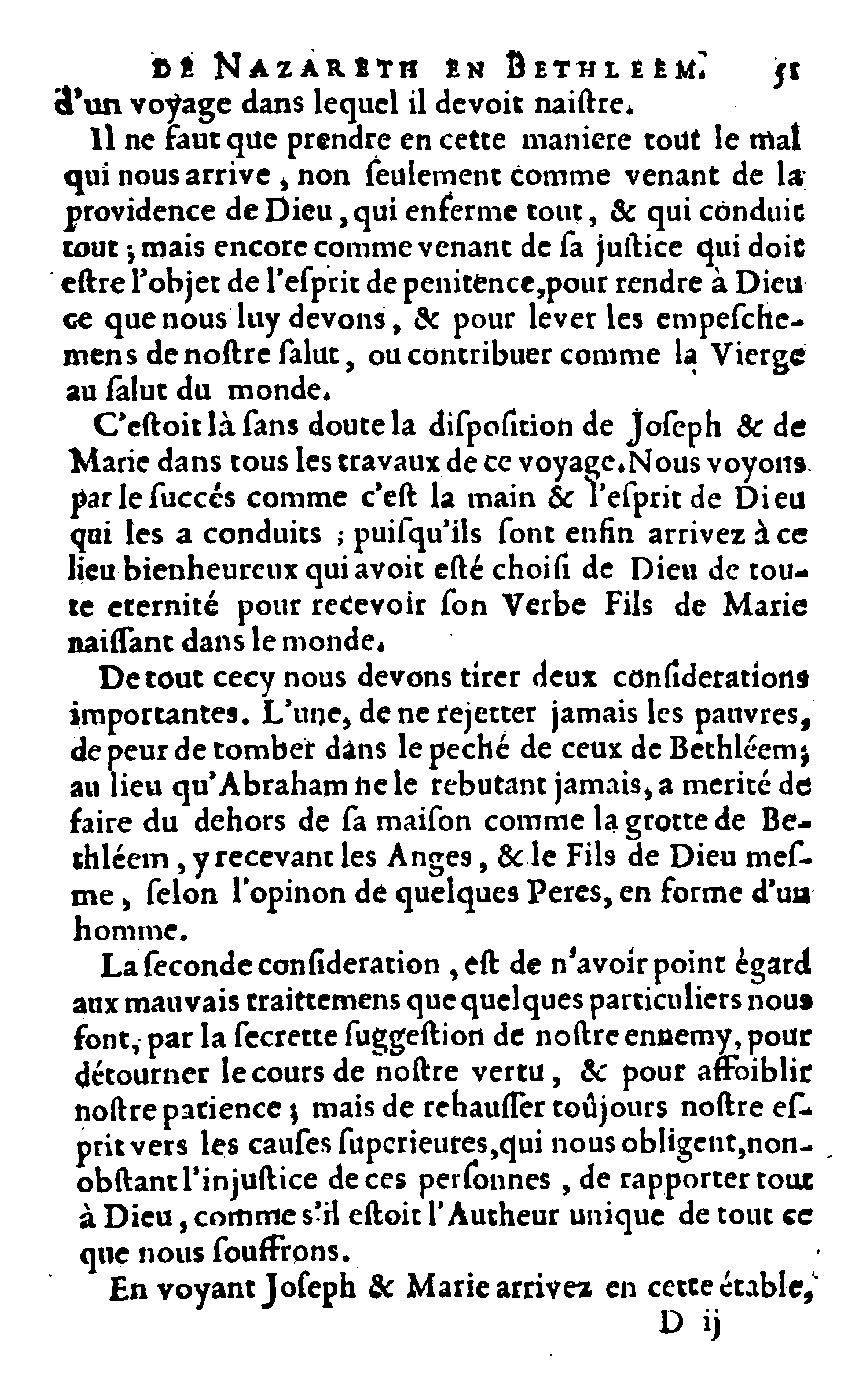 DE NAZARETH EN BETHLEEM. 51
d'un voyage dans lequel il devoit naiſtre.
Il ne faut que prendre en cette maniere tout le mal
qui nous arrive, non ſeulement comme venant de la
providence de Dieu, qui enferme tout, & qui conduit
tout; mais encore comme venant de ſa juſtice qui doit
eſtre l'objet de l'eſprit de penitence, pour rendre à Dieu
ce que nous luy devons, & pour lever les empeſche-
mens de noſtre ſalut, ou contribuer comme la Vierge
au ſalut du monde.
C'eſtoit là ſans doute la diſpoſition de Joſeph & de
Marie dans tous les travaux de ce voyage. Nous voyons
par le ſuccés comme c'eſt la main & l'eſprit de Dieu
qui les a conduits; puiſqu'ils ſont enfin arrivez à ce
lieu bienheureux qui avoit eſté choiſi de Dieu de tou-
te eternité pour recevoir ſon Verbe Fils de Marie
naiſſant dans le monde.
De tout cecy nous devons tirer deux conſiderations
importantes. L'une, de ne rejetter jamais les pauvres,
de peur de tomber dans le peché de ceux de Bethléem;
au lieu qu'Abraham ne le rebutant jamais, a merité de
faire du dehors de ſa maiſon comme la grotte de Be-
thléem, y recevant les Anges, & le Fils de Dieu meſ-
me, ſelon l'opinon de quelques Peres, en forme d'un
homme.
La ſeconde conſideration, eſt de n'avoir point égard
aux mauvais traittemens que quelques particuliers nous
font, par la ſecrette ſuggeſtion de noſtre ennemy, pour
détourner le cours de noſtre vertu, & pour affoiblir
noſtre patience; mais de rehauſſer toûjours noſtre eſ-
prit vers les cauſes ſuperieures, qui nous obligent, non-
obſtant l'injuſtice de ces perſonnes, de rapporter tout
à Dieu, comme s'il eſtoit l'Autheur unique de tout ce
que nous ſouffrons.
En voyant Joſeph & Marie arrivez en cette étable,
D ij